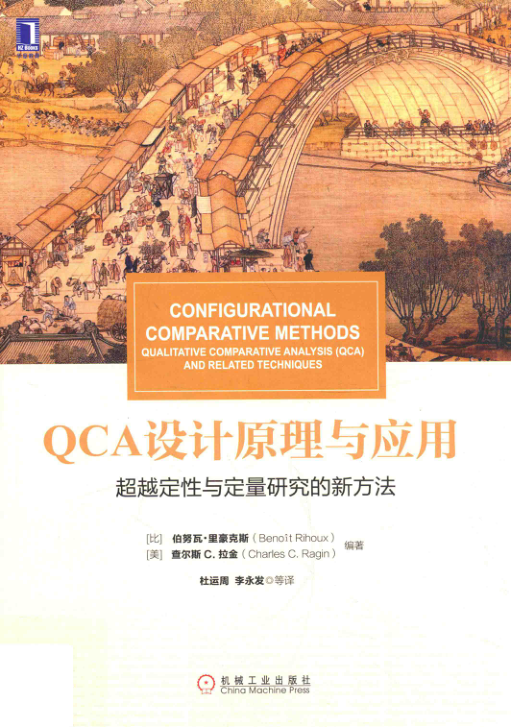 HZ Books
CONFIGURATIONAL
COMPARATIVE METHODS
QUALITATIVE COMPARATIVE ANALYSIS (QCA)
AND RELATED TECHNIQUES
QCA设计原理与应用
超越定性与定量研究的新方法
[比] 伯努瓦·里豪克斯 (Benoît Rihoux)
[美] 查尔斯 C. 拉金 (Charles C. Ragin)
编著
杜运周 李永发◎等译
机械工业出版社
China Machine Press